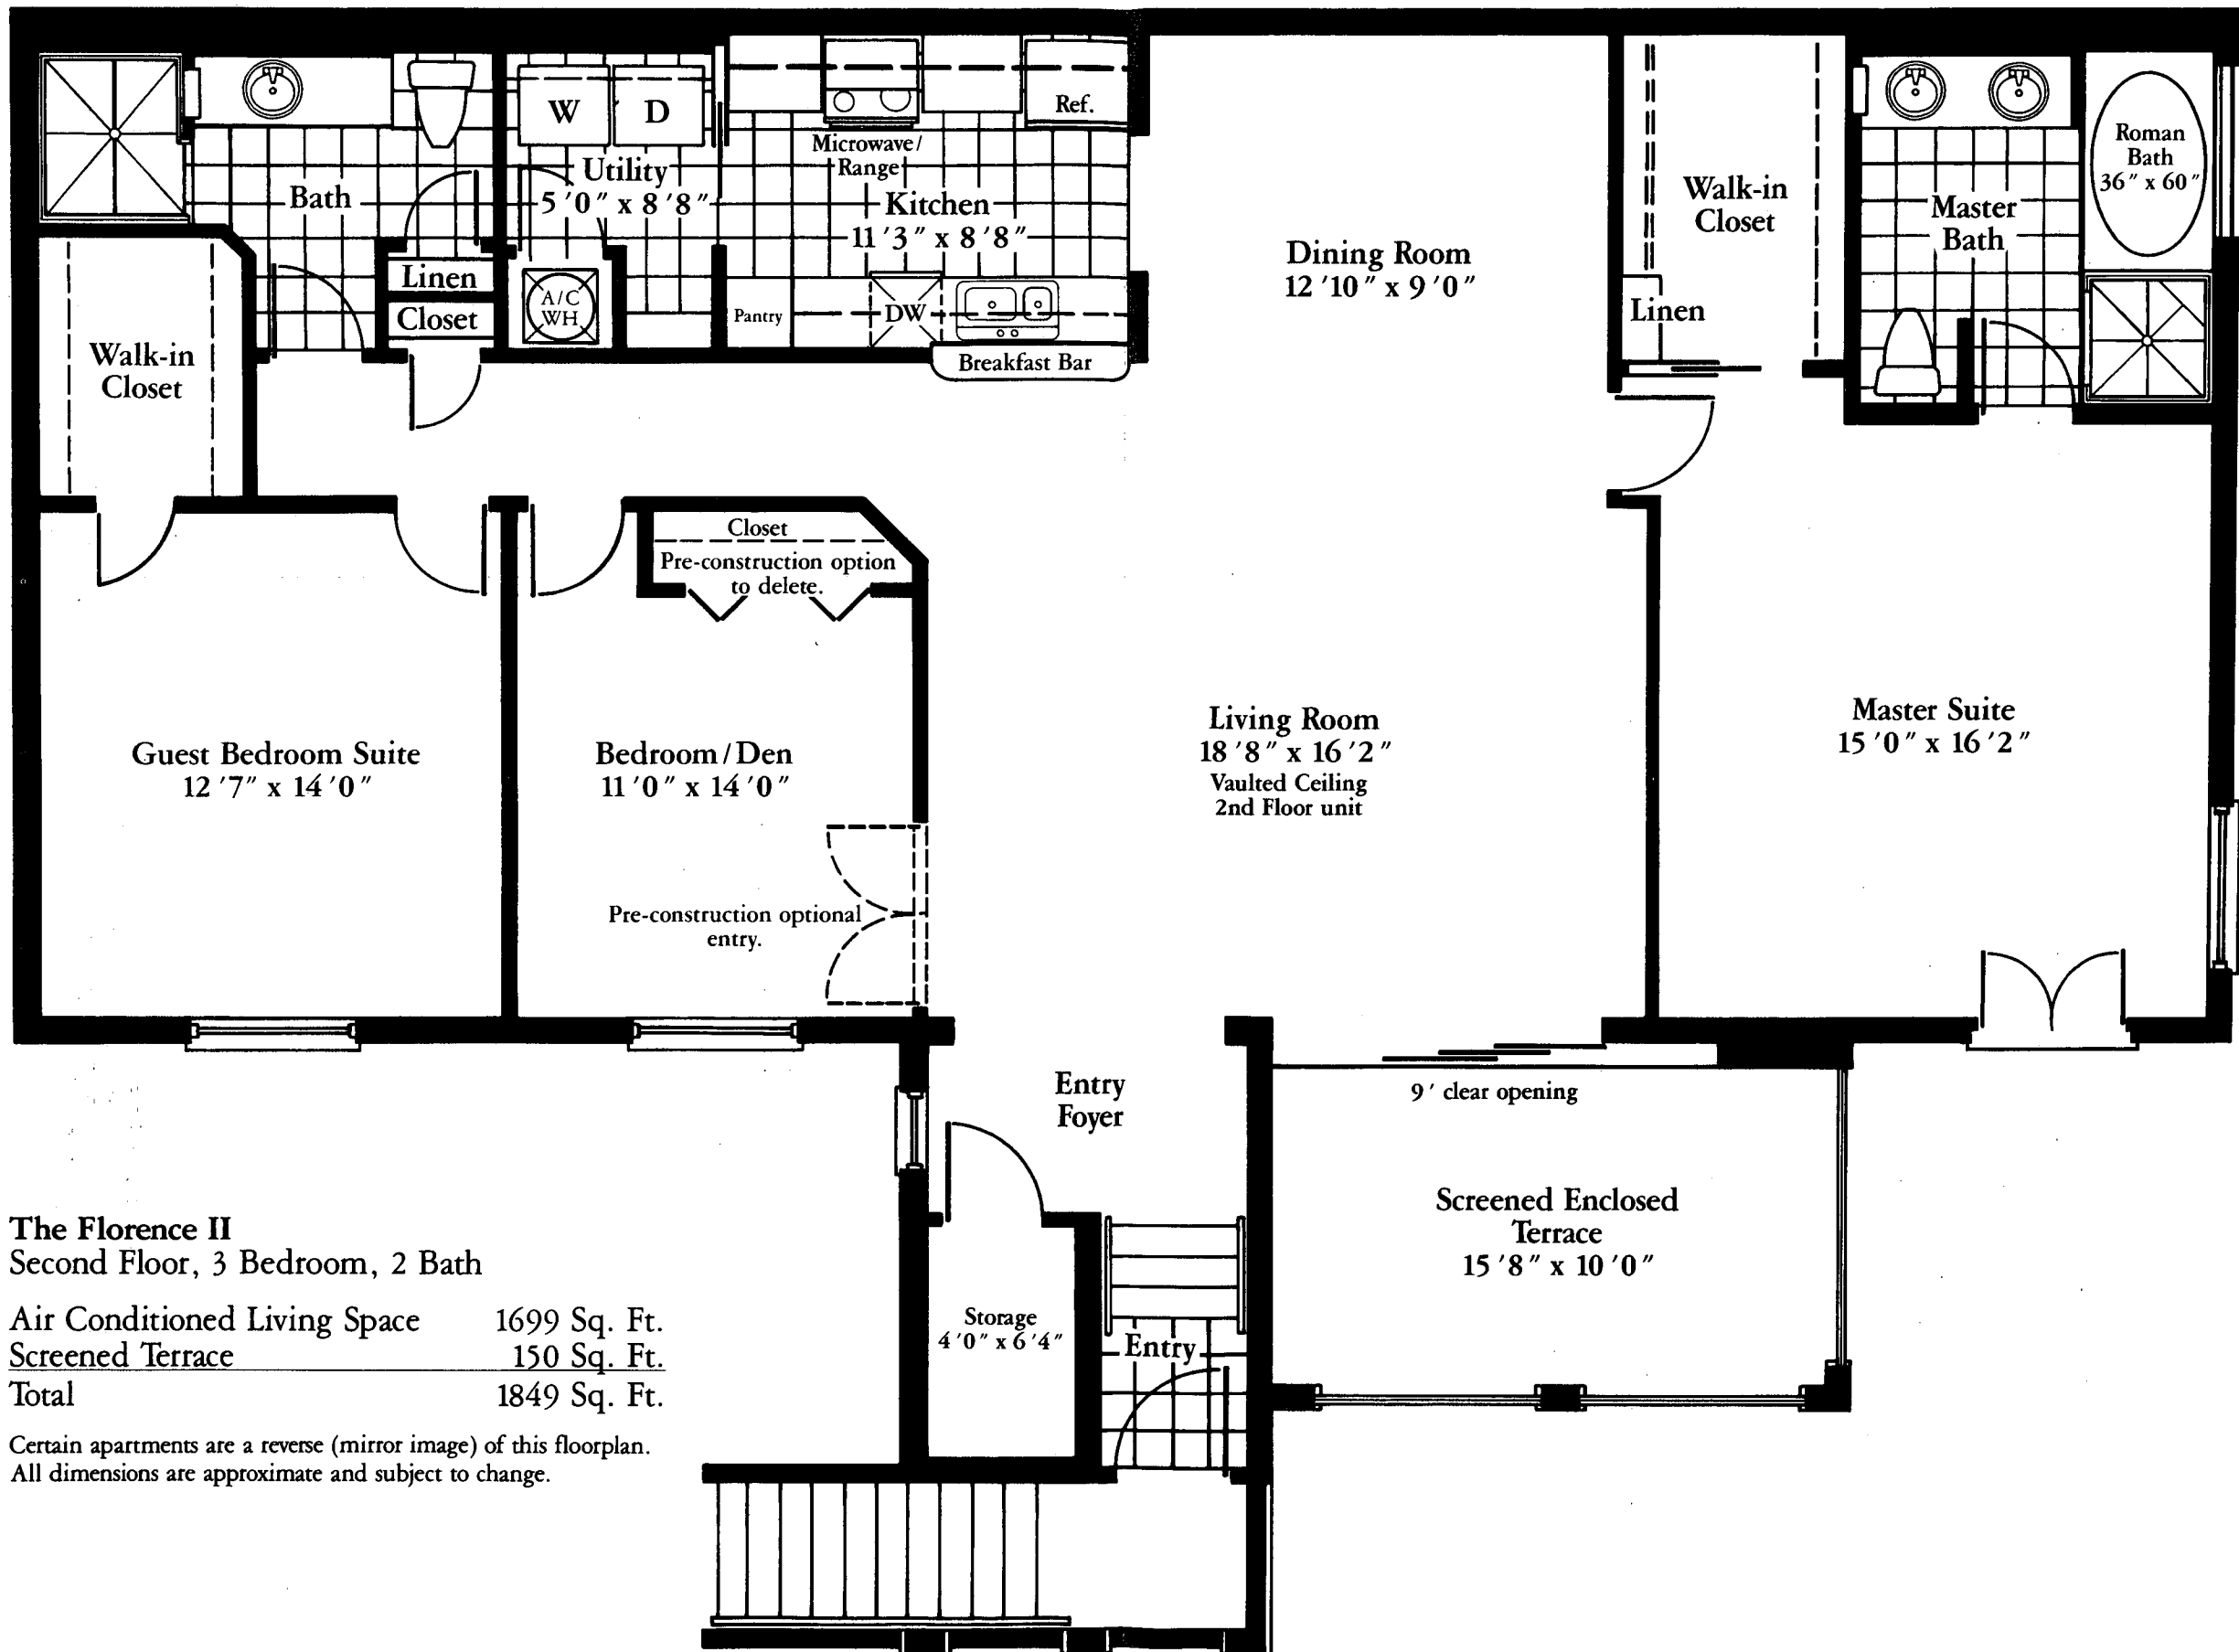 W
D
Ref.
Microwave/
Range
Utility
5'0" x 8'8"
Bath
Kitchen
11'3" x 8'8"
Linen
Closet
A/C
WH
Pantry
DW
Breakfast Bar
Walk-in
Closet
Dining Room
12'10" x 9'0"
Walk-in
Closet
Linen
Master
Bath
Roman
Bath
36" x 60"
Closet
Pre-construction option
to delete.
Guest Bedroom Suite
12'7" x 14'0"
Bedroom/Den
11'0" x 14'0"
Living Room
18'8" x 16'2"
Vaulted Ceiling
2nd Floor unit
Master Suite
15'0" x 16'2"
Pre-construction optional
entry.
Entry
Foyer
9' clear opening
Screened Enclosed
Terrace
15'8" x 10'0"
Storage
4'0" x 6'4"
Entry
The Florence II
Second Floor, 3 Bedroom, 2 Bath
Air Conditioned Living Space 1699 Sq. Ft.
Screened Terrace 150 Sq. Ft.
Total 1849 Sq. Ft.
Certain apartments are a reverse (mirror image) of this floorplan.
All dimensions are approximate and subject to change.